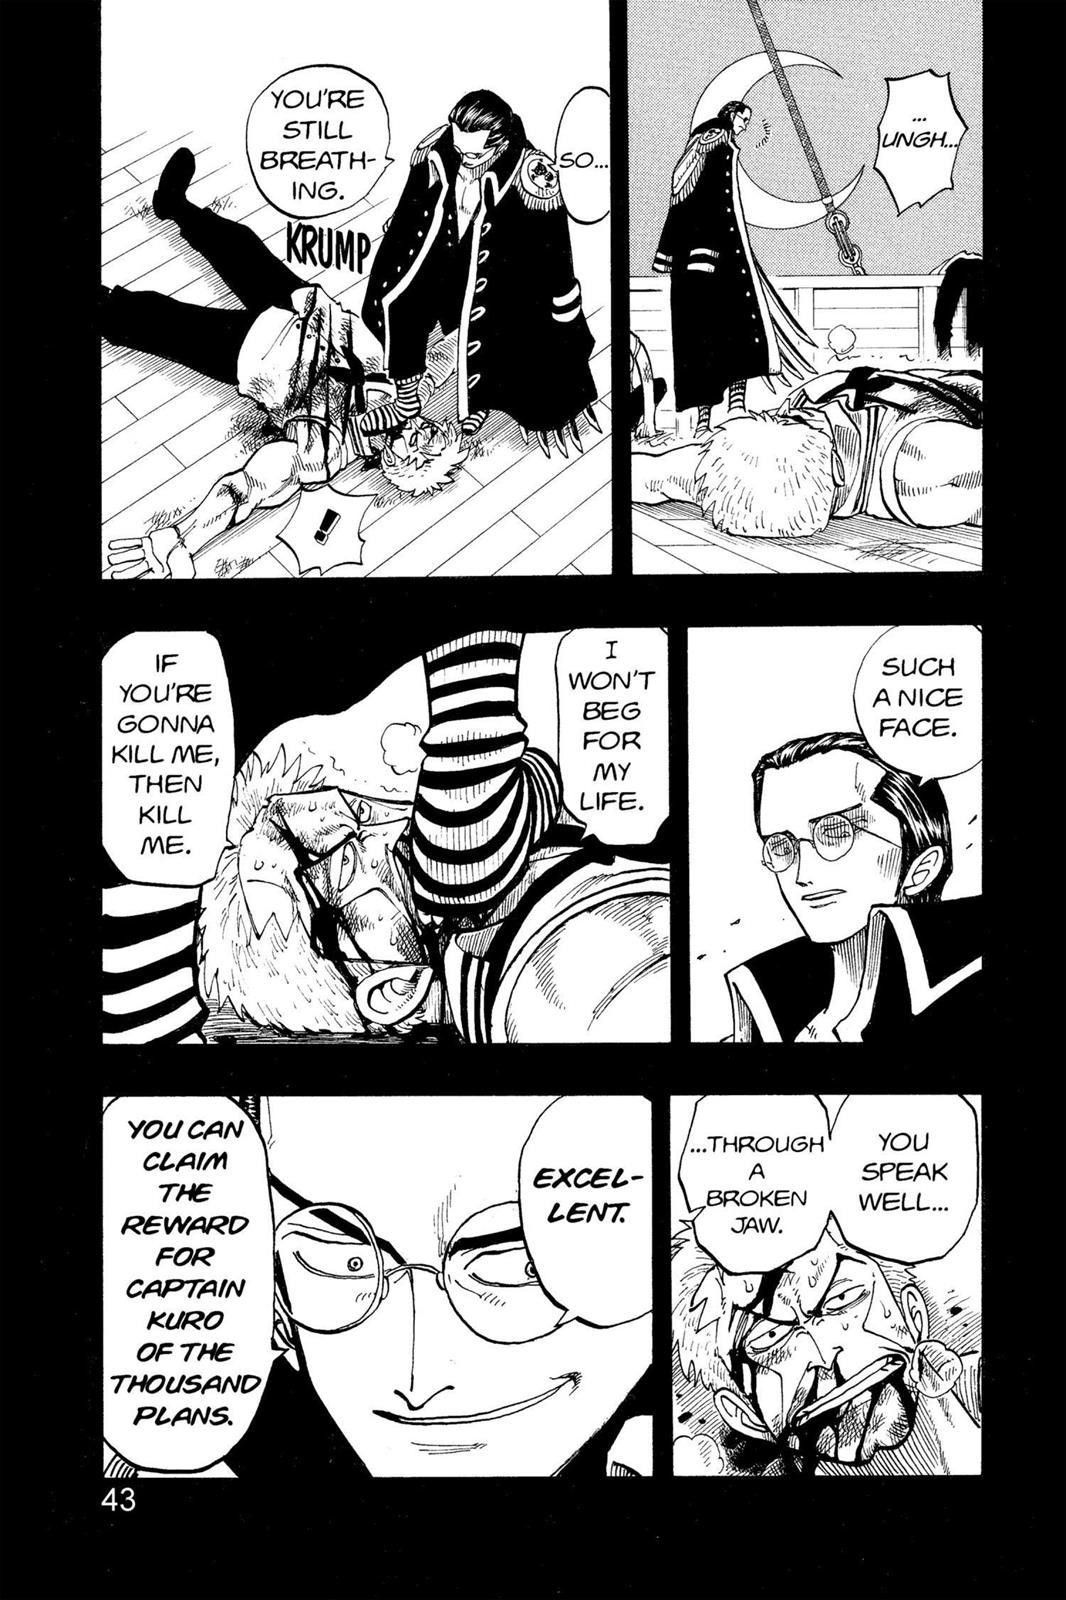 ...
UNGH...
SO...
YOU'RE
STILL
BREATH-
ING.
KRUMP
!
SUCH
A NICE
FACE.
I
WON'T
BEG
FOR
MY
LIFE.
IF
YOU'RE
GONNA
KILL ME,
THEN
KILL
ME.
YOU
SPEAK
WELL...
...THROUGH
A
BROKEN
JAW.
EXCEL-
LENT.
YOU CAN
CLAIM
THE
REWARD
FOR
CAPTAIN
KURO
OF THE
THOUSAND
PLANS.
43